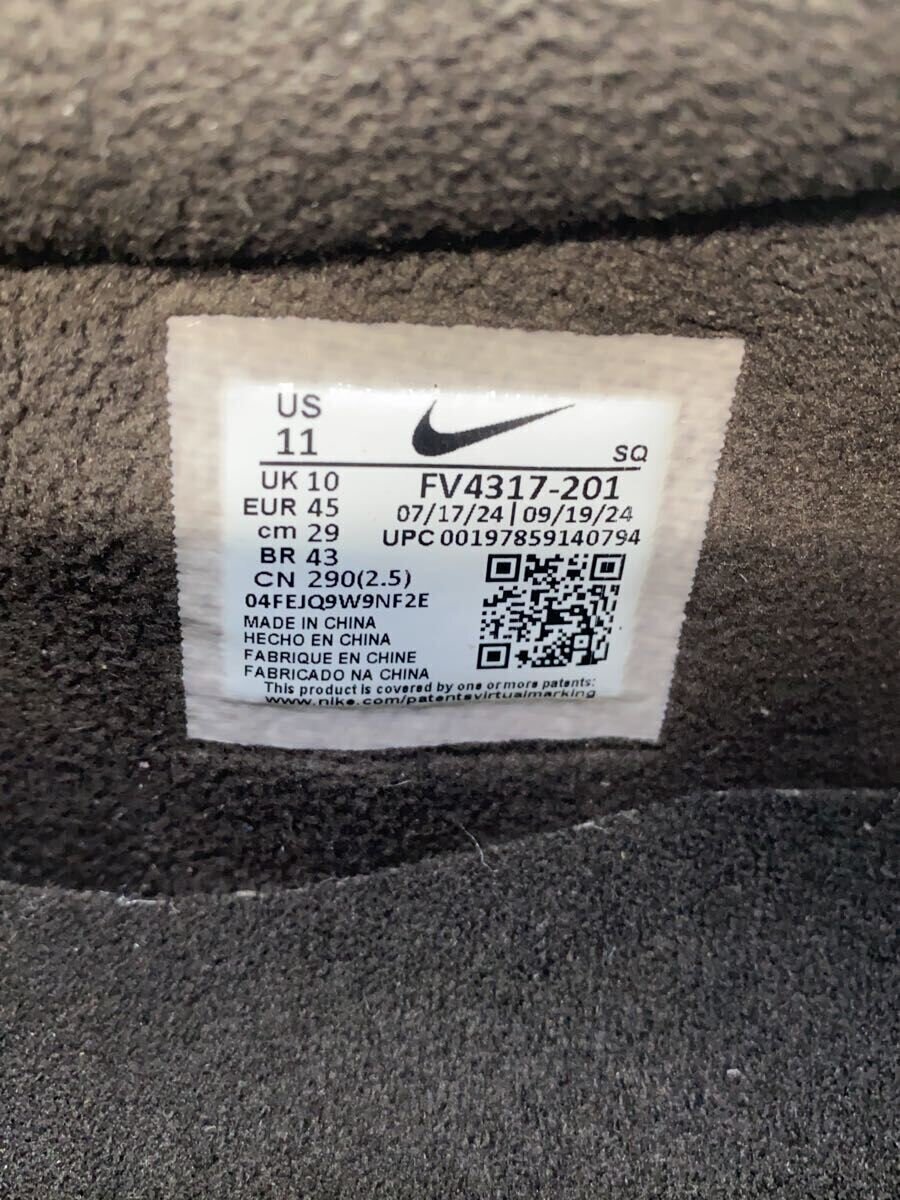 US
11
SQ
UK 10
EUR 45
cm 29
BR 43
CN 290(2.5)
FV4317-201
07/17/24 | 09/19/24
UPC 00197859140794
04FEJQ9W9NF2E
MADE IN CHINA
HECHO EN CHINA
FABRIQUE EN CHINE
FABRICADO NA CHINA
This product is covered by one or more patents:
www.nike.com/patentsvirtualmarking